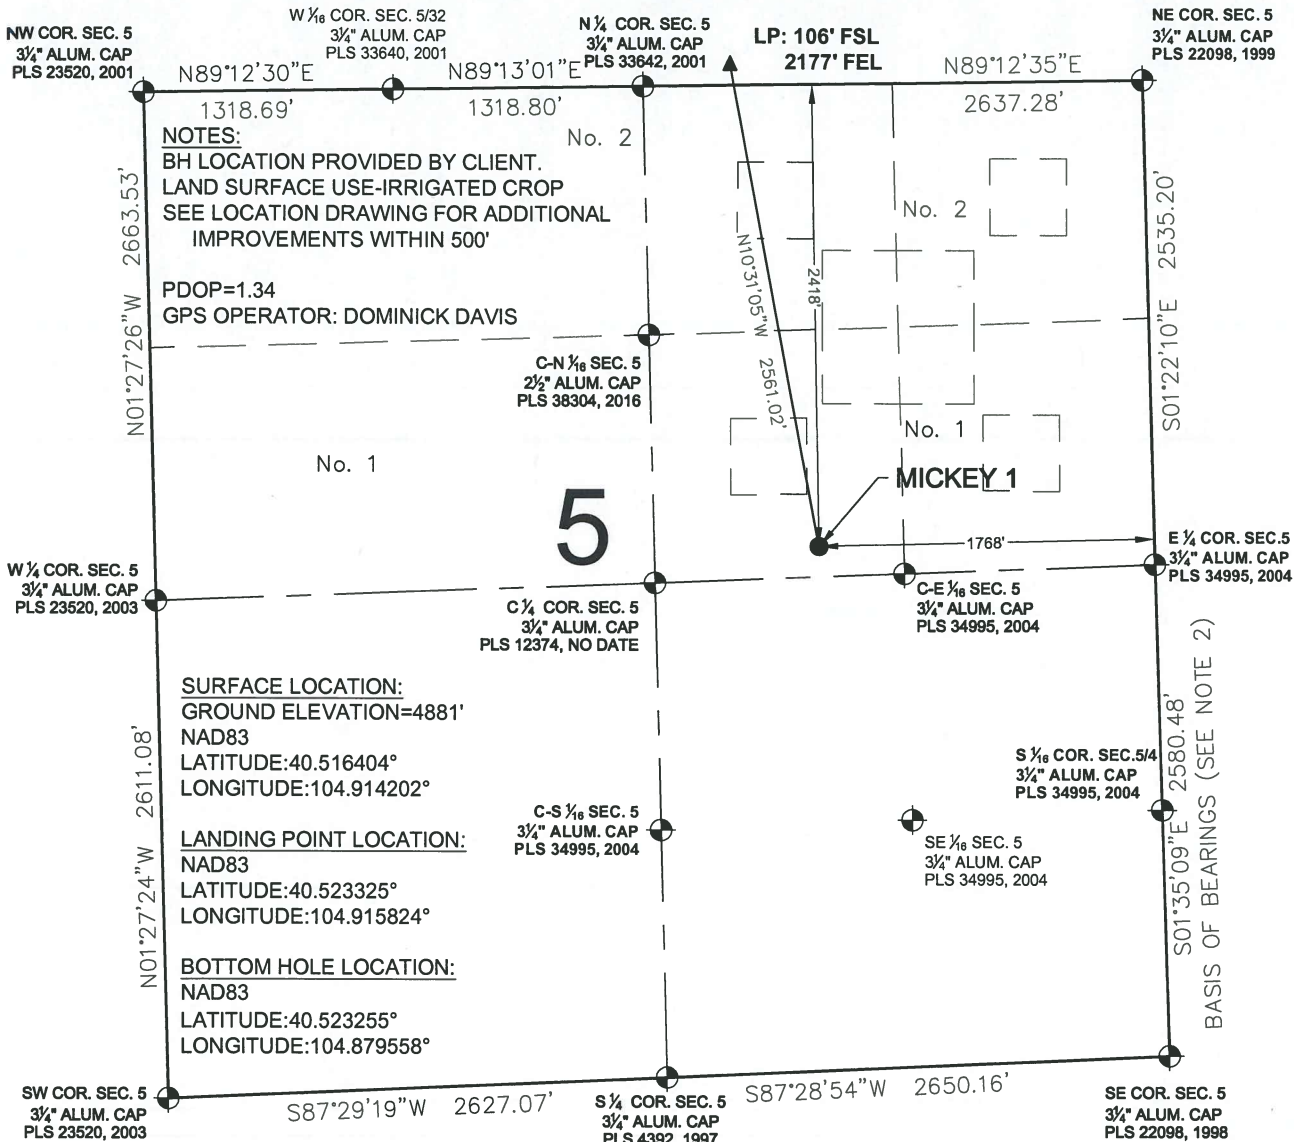 NW COR. SEC. 5
3¼" ALUM. CAP
PLS 23520, 2001
W ⅟16 COR. SEC. 5/32
3¼" ALUM. CAP
PLS 33640, 2001
N ¼ COR. SEC. 5
3¼" ALUM. CAP
PLS 33642, 2001
LP: 106' FSL
2177' FEL
NE COR. SEC. 5
3¼" ALUM. CAP
PLS 22098, 1999
N89°12'30"E
1318.69'
N89°13'01"E
1318.80'
N89°12'35"E
2637.28'
NOTES:
BH LOCATION PROVIDED BY CLIENT.
LAND SURFACE USE-IRRIGATED CROP
SEE LOCATION DRAWING FOR ADDITIONAL
IMPROVEMENTS WITHIN 500'
PDOP=1.34
GPS OPERATOR: DOMINICK DAVIS
No. 2
No. 2
N01°27'26"W 2663.53'
N10°31'05"W 2561.02'
2418'
S01°22'10"E 2535.20'
C-N ⅟16 SEC. 5
2½" ALUM. CAP
PLS 38304, 2016
No. 1
No. 1
5
MICKEY 1
1768'
W ¼ COR. SEC. 5
3¼" ALUM. CAP
PLS 23520, 2003
C ¼ COR. SEC. 5
3¼" ALUM. CAP
PLS 12374, NO DATE
C-E ⅟16 SEC. 5
3¼" ALUM. CAP
PLS 34995, 2004
E ¼ COR. SEC. 5
3¼" ALUM. CAP
PLS 34995, 2004
SURFACE LOCATION:
GROUND ELEVATION=4881'
NAD83
LATITUDE:40.516404°
LONGITUDE:104.914202°
LANDING POINT LOCATION:
NAD83
LATITUDE:40.523325°
LONGITUDE:104.915824°
BOTTOM HOLE LOCATION:
NAD83
LATITUDE:40.523255°
LONGITUDE:104.879558°
N01°27'24"W 2611.08'
C-S ⅟16 SEC. 5
3¼" ALUM. CAP
PLS 34995, 2004
SE ⅟16 SEC. 5
3¼" ALUM. CAP
PLS 34995, 2004
S ⅟16 COR. SEC.5/4
3¼" ALUM. CAP
PLS 34995, 2004
S01°35'09"E 2580.48'
BASIS OF BEARINGS (SEE NOTE 2)
SW COR. SEC. 5
3¼" ALUM. CAP
PLS 23520, 2003
S87°29'19"W 2627.07'
S ¼ COR. SEC. 5
3¼" ALUM. CAP
PLS 4392, 1997
S87°28'54"W 2650.16'
SE COR. SEC. 5
3¼" ALUM. CAP
PLS 22098, 1998